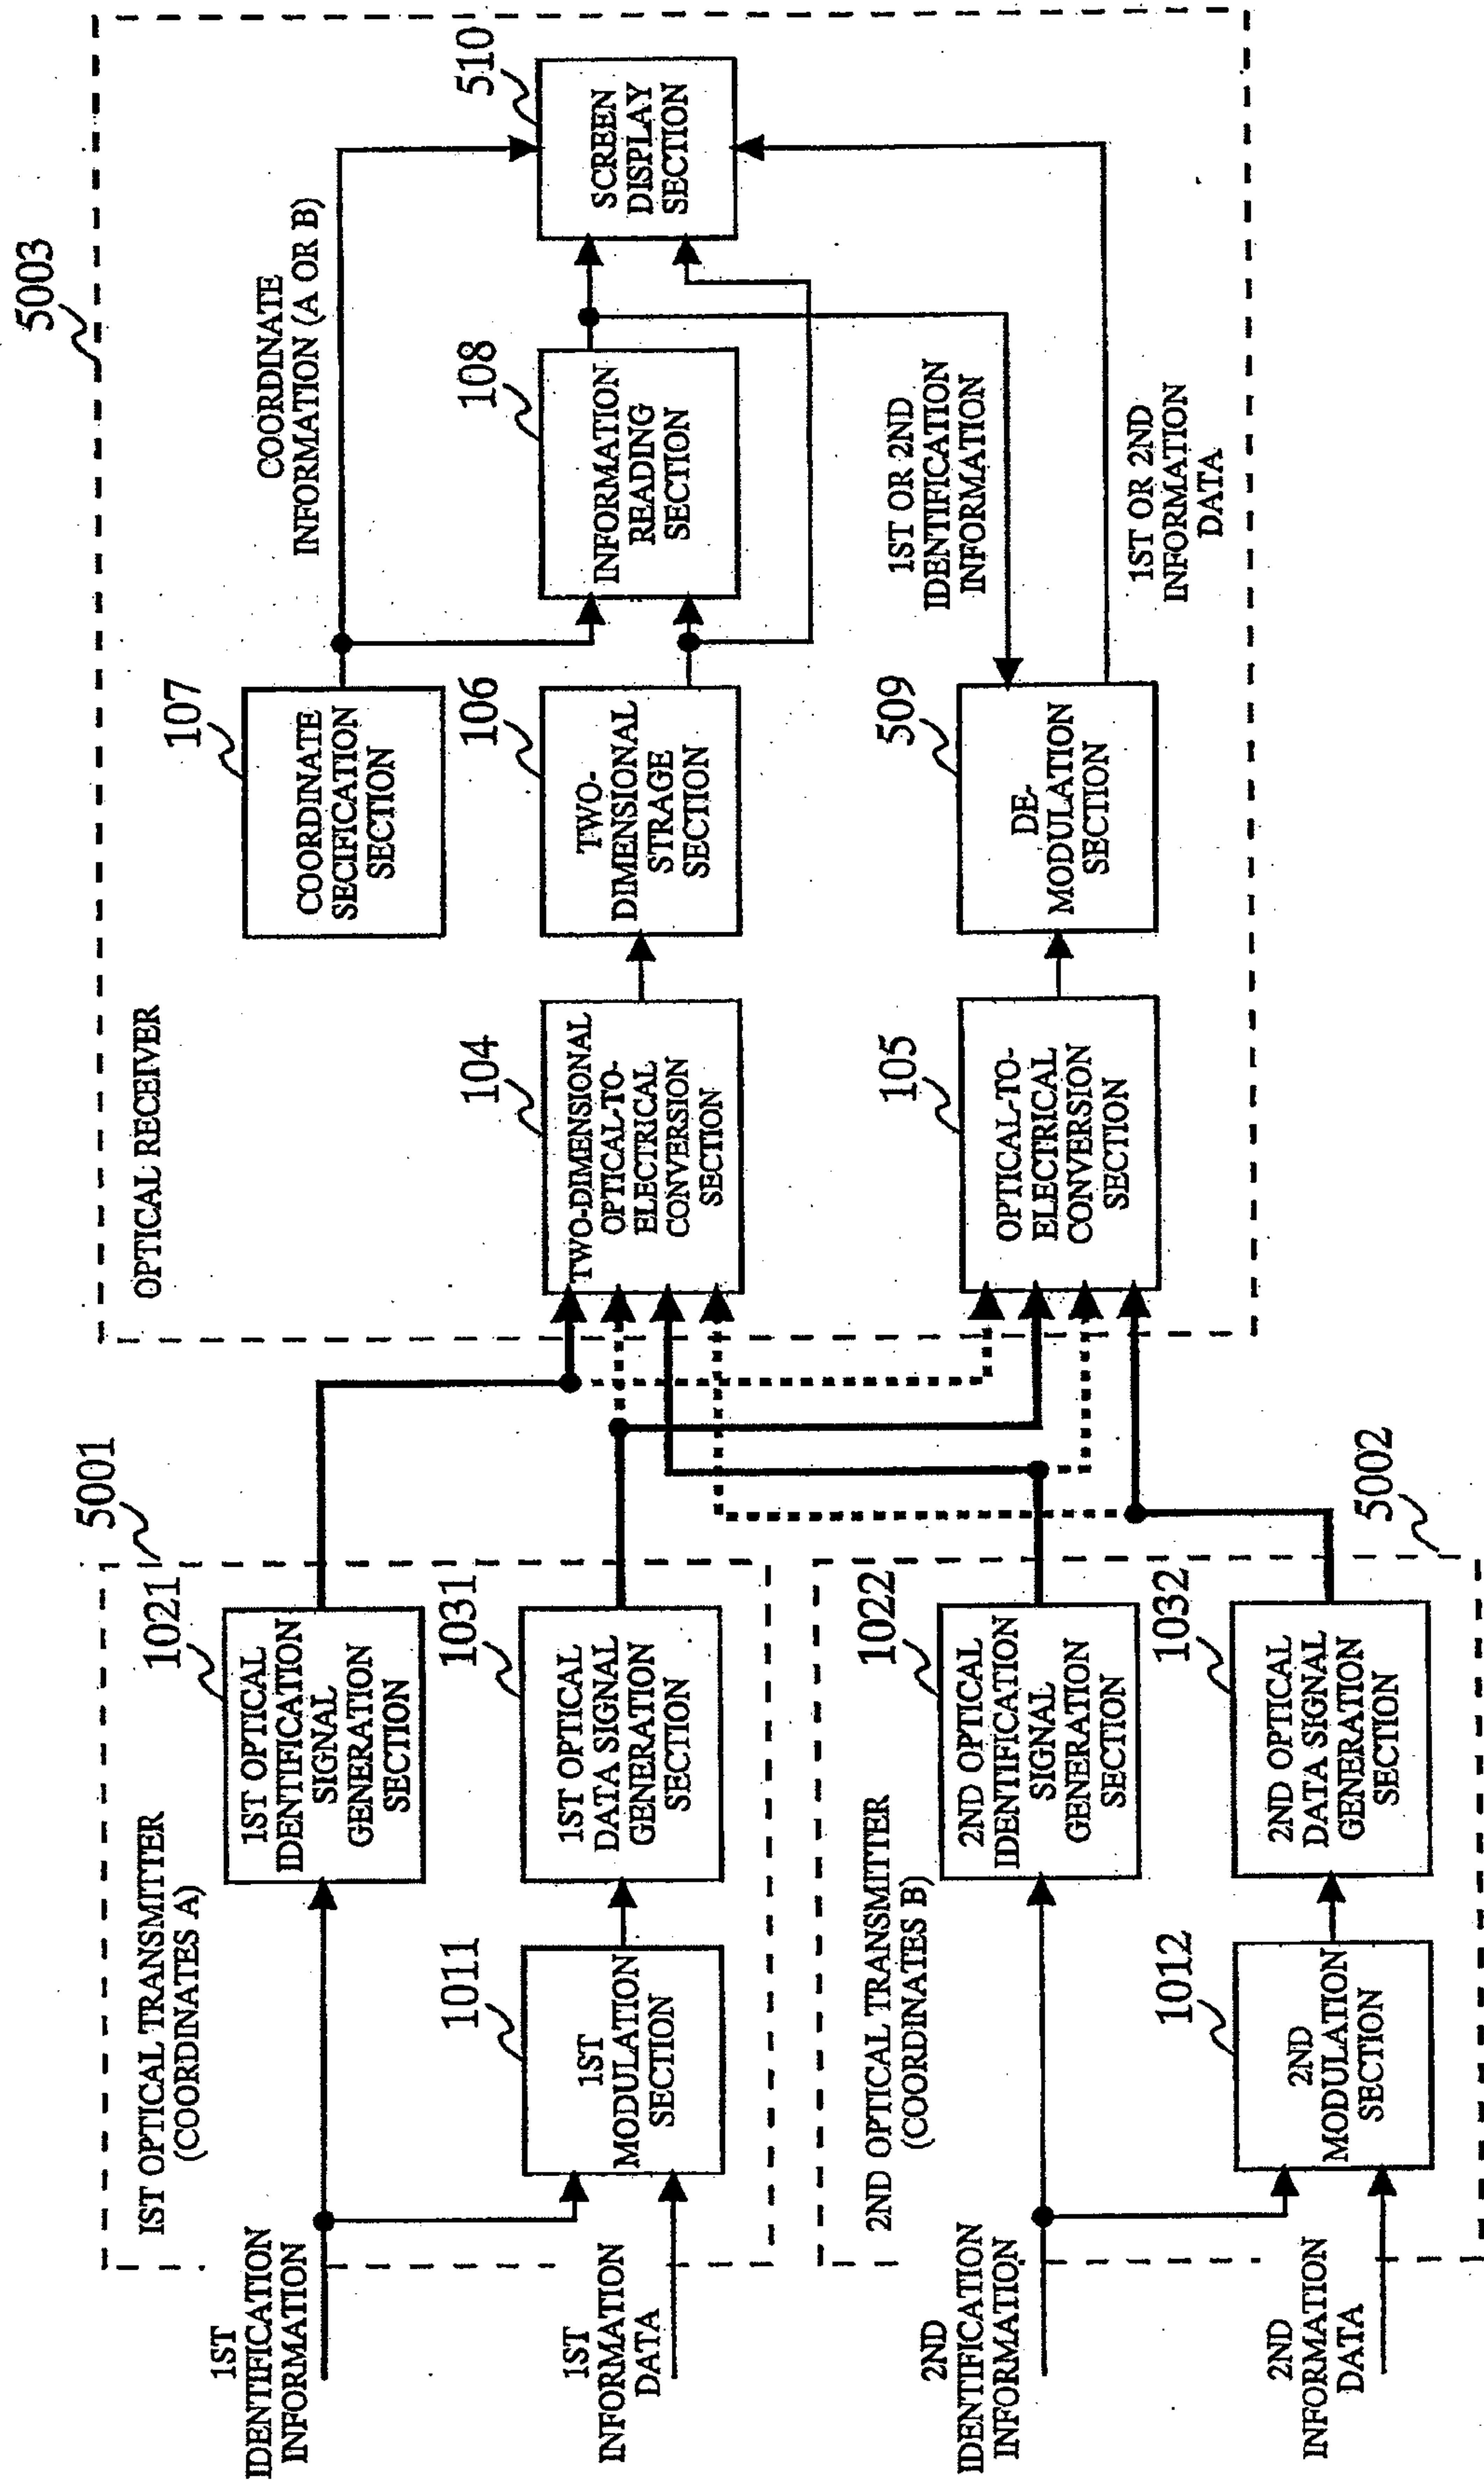 5003
OPTICAL RECEIVER
COORDINATE
INFORMATION (A OR B)
107
COORDINATE
SECIFICATION
SECTION
510
SCREEN
DISPLAY
SECTION
104
TWO-DIMENSIONAL
OPTICAL-TO-
ELECTRICAL
CONVERSION
SECTION
106
TWO-
DIMENSIONAL
STRAGE
SECTION
108
INFORMATION
READING
SECTION
105
OPTICAL-TO-
ELECTRICAL
CONVERSION
SECTION
509
DE-
MODULATION
SECTION
1ST OR 2ND
IDENTIFICATION
INFORMATION
1ST OR 2ND
INFORMATION
DATA
5001
IST OPTICAL TRANSMITTER
(COORDINATES A)
1ST
IDENTIFICATION
INFORMATION
1021
1ST OPTICAL
IDENTIFICATION
SIGNAL
GENERATION
SECTION
1ST
INFORMATION
DATA
1011
1ST
MODULATION
SECTION
1031
1ST OPTICAL
DATA SIGNAL
GENERATION
SECTION
5002
2ND OPTICAL TRANSMITTER
(COORDINATES B)
2ND
IDENTIFICATION
INFORMATION
1022
2ND OPTICAL
IDENTIFICATION
SIGNAL
GENERATION
SECTION
2ND
INFORMATION
DATA
1012
2ND
MODULATION
SECTION
1032
2ND OPTICAL
DATA SIGNAL
GENERATION
SECTION